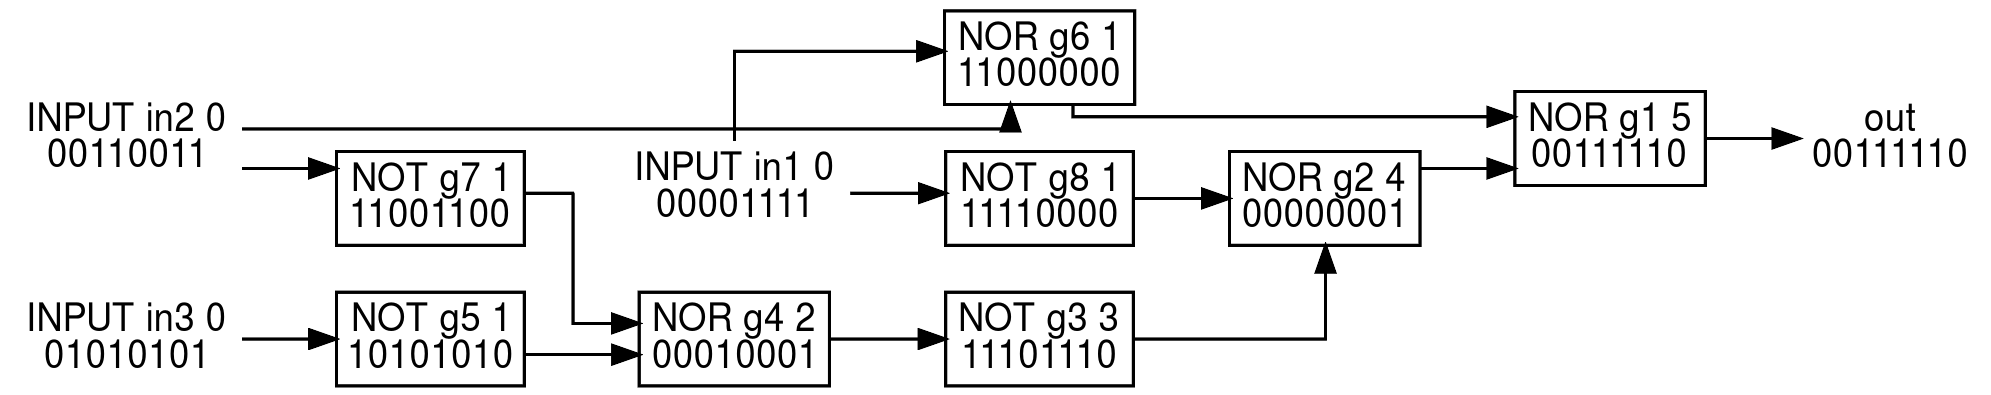 NOR g6 1
11000000
INPUT in2 0
00110011
NOR g1 5
00111110
out
00111110
NOT g7 1
11001100
INPUT in1 0
00001111
NOT g8 1
11110000
NOR g2 4
00000001
INPUT in3 0
01010101
NOT g5 1
10101010
NOR g4 2
00010001
NOT g3 3
11101110